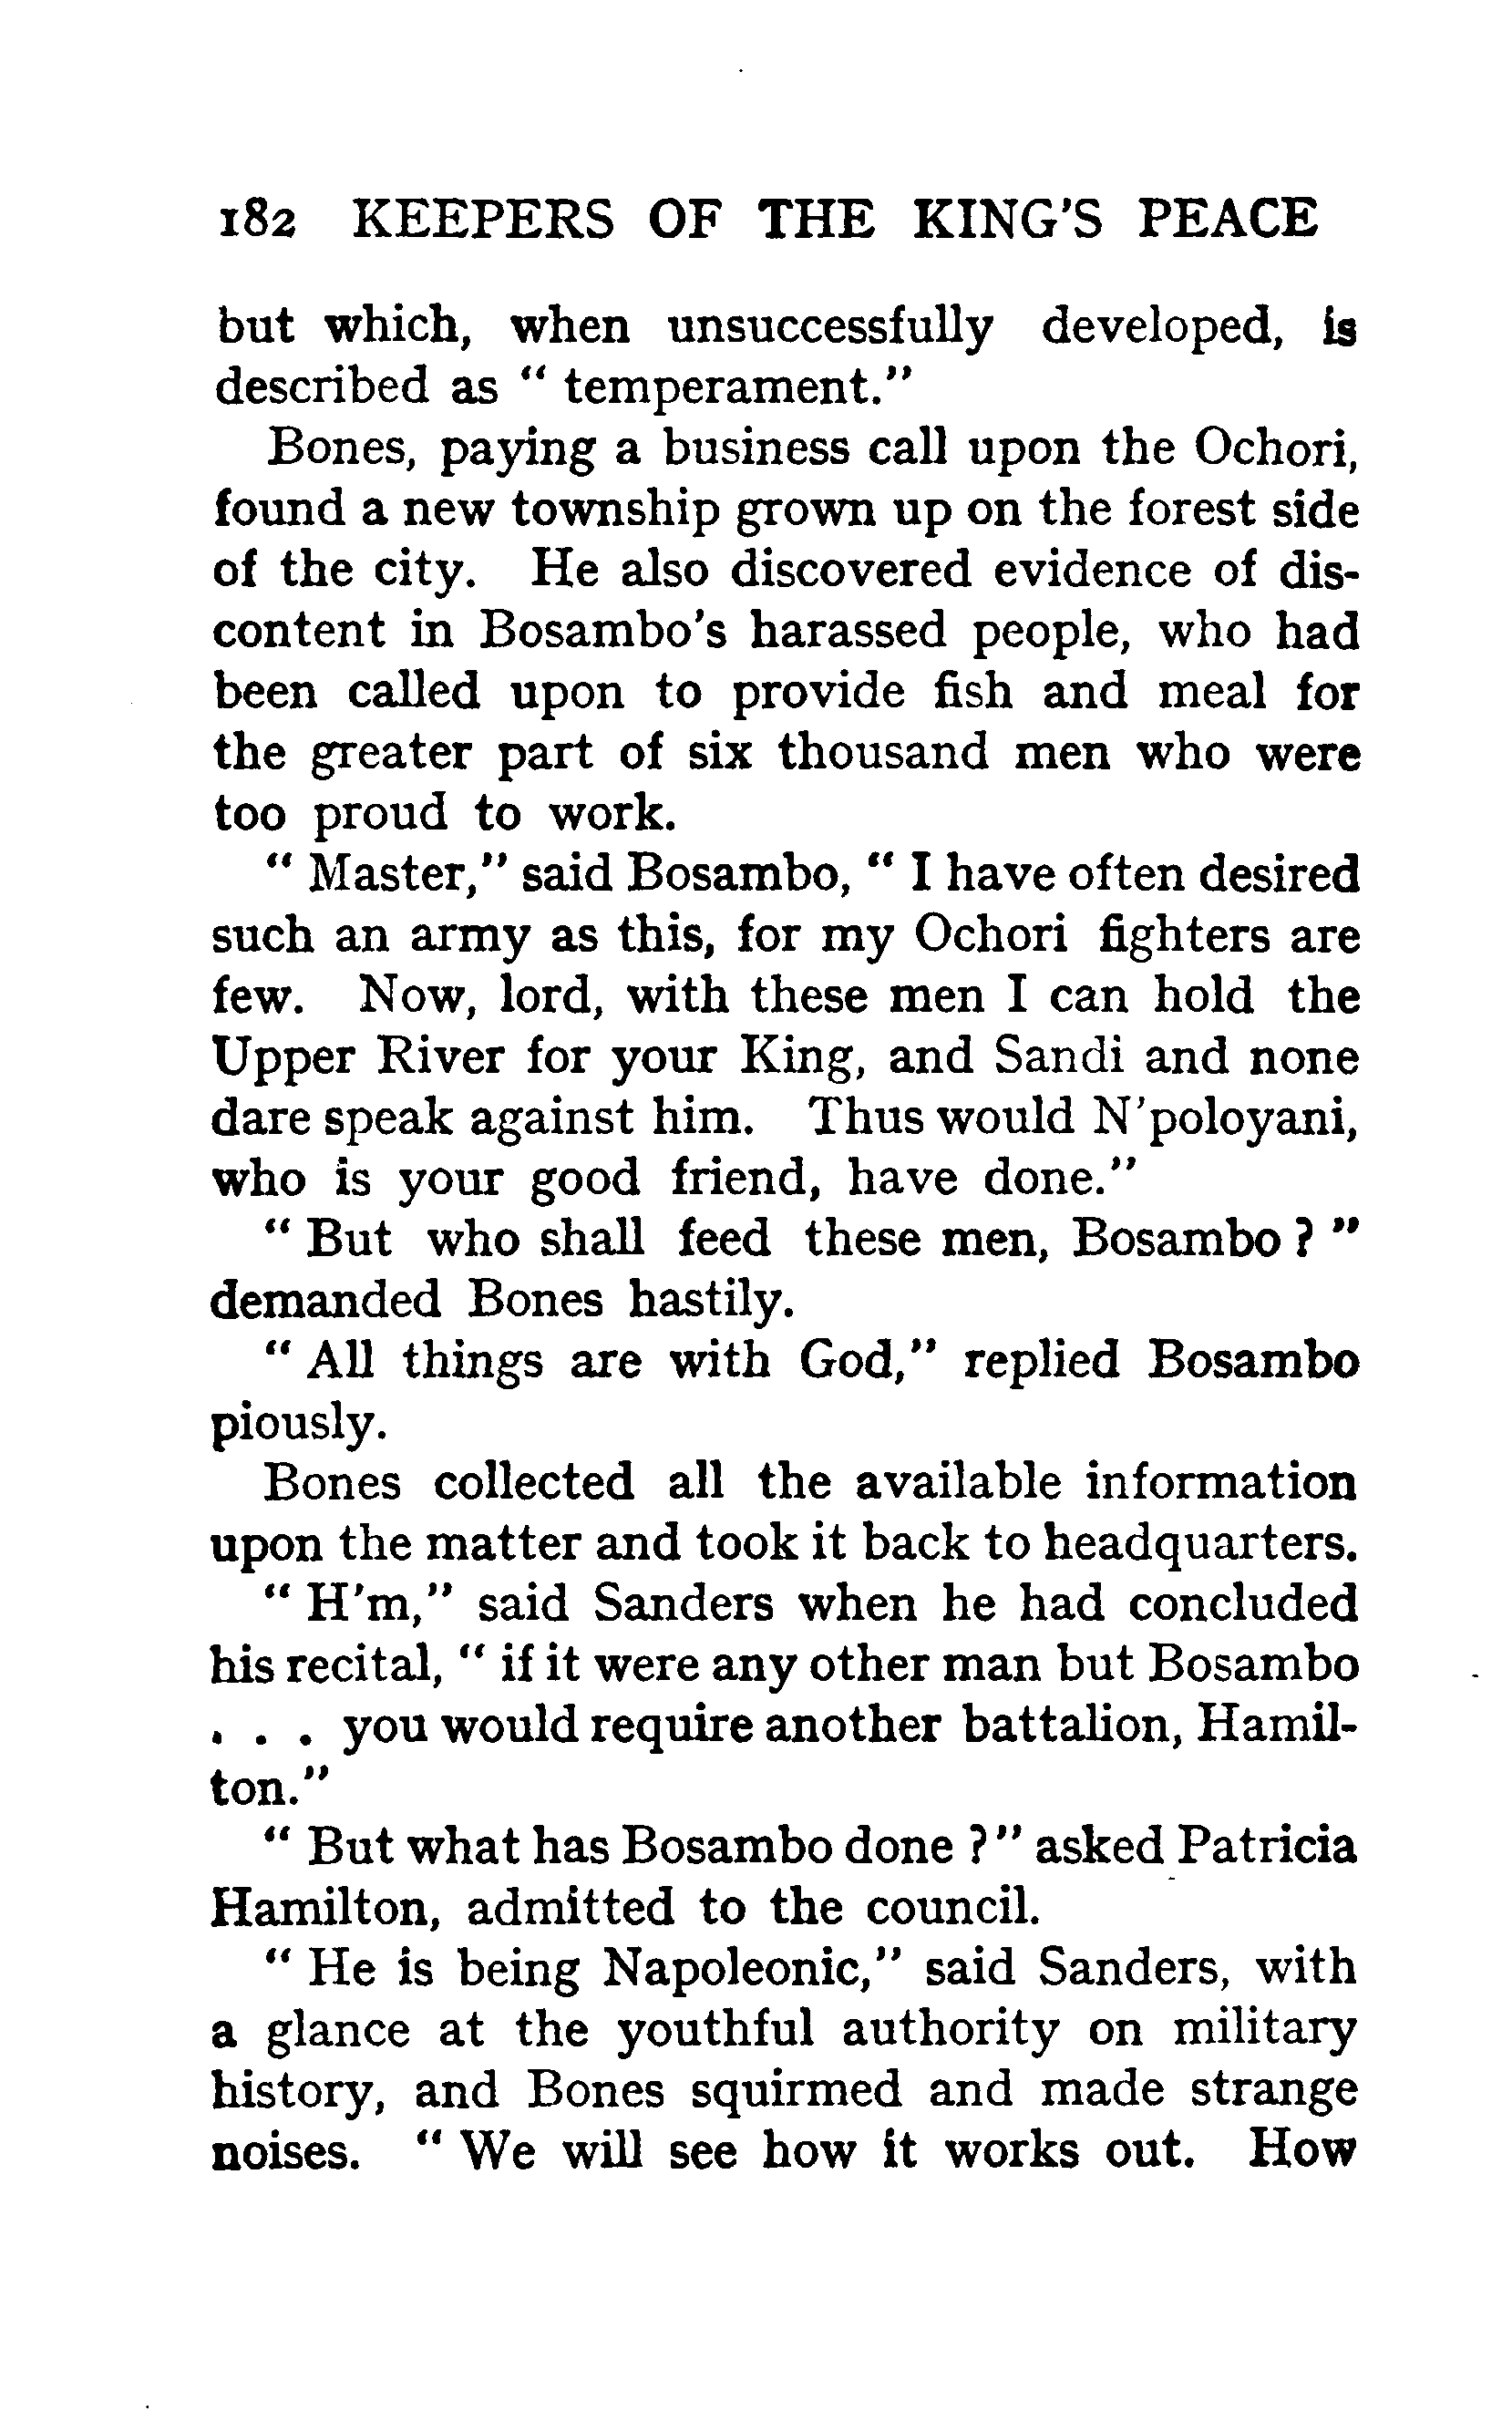 182 KEEPERS OF THE KING'S PEACE
but which, when unsuccessfully developed, is
described as " temperament."
Bones, paying a business call upon the Ochori,
found a new township grown up on the forest side
of the city. He also discovered evidence of dis-
content in Bosambo's harassed people, who had
been called upon to provide fish and meal for
the greater part of six thousand men who were
too proud to work.
" Master," said Bosambo, " I have often desired
such an army as this, for my Ochori fighters are
few. Now, lord, with these men I can hold the
Upper River for your King, and Sandi and none
dare speak against him. Thus would N'poloyani,
who is your good friend, have done."
" But who shall feed these men, Bosambo ? "
demanded Bones hastily.
" All things are with God," replied Bosambo
piously.
Bones collected all the available information
upon the matter and took it back to headquarters.
" H'm," said Sanders when he had concluded
his recital, " if it were any other man but Bosambo
. . . you would require another battalion, Hamil-
ton."
" But what has Bosambo done ?" asked Patricia
Hamilton, admitted to the council.
" He is being Napoleonic," said Sanders, with
a glance at the youthful authority on military
history, and Bones squirmed and made strange
noises. " We will see how it works out. How